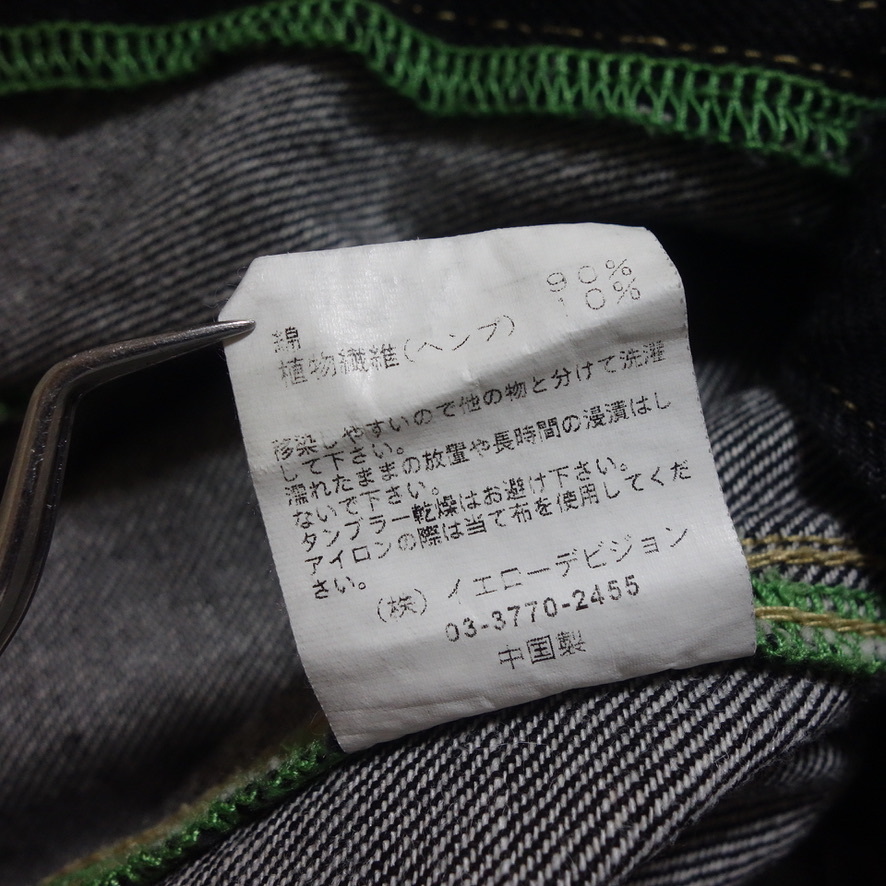 綿 90%
植物繊維(ヘンプ) 10%
移染しやすいので他の物と分けて洗濯
して下さい。
濡れたままの放置や長時間の浸漬はし
ないで下さい。
タンブラー乾燥はお避け下さい。
アイロンの際は当て布を使用してくだ
さい。
(株) イエローデビジョン
03-3770-2455
中国製